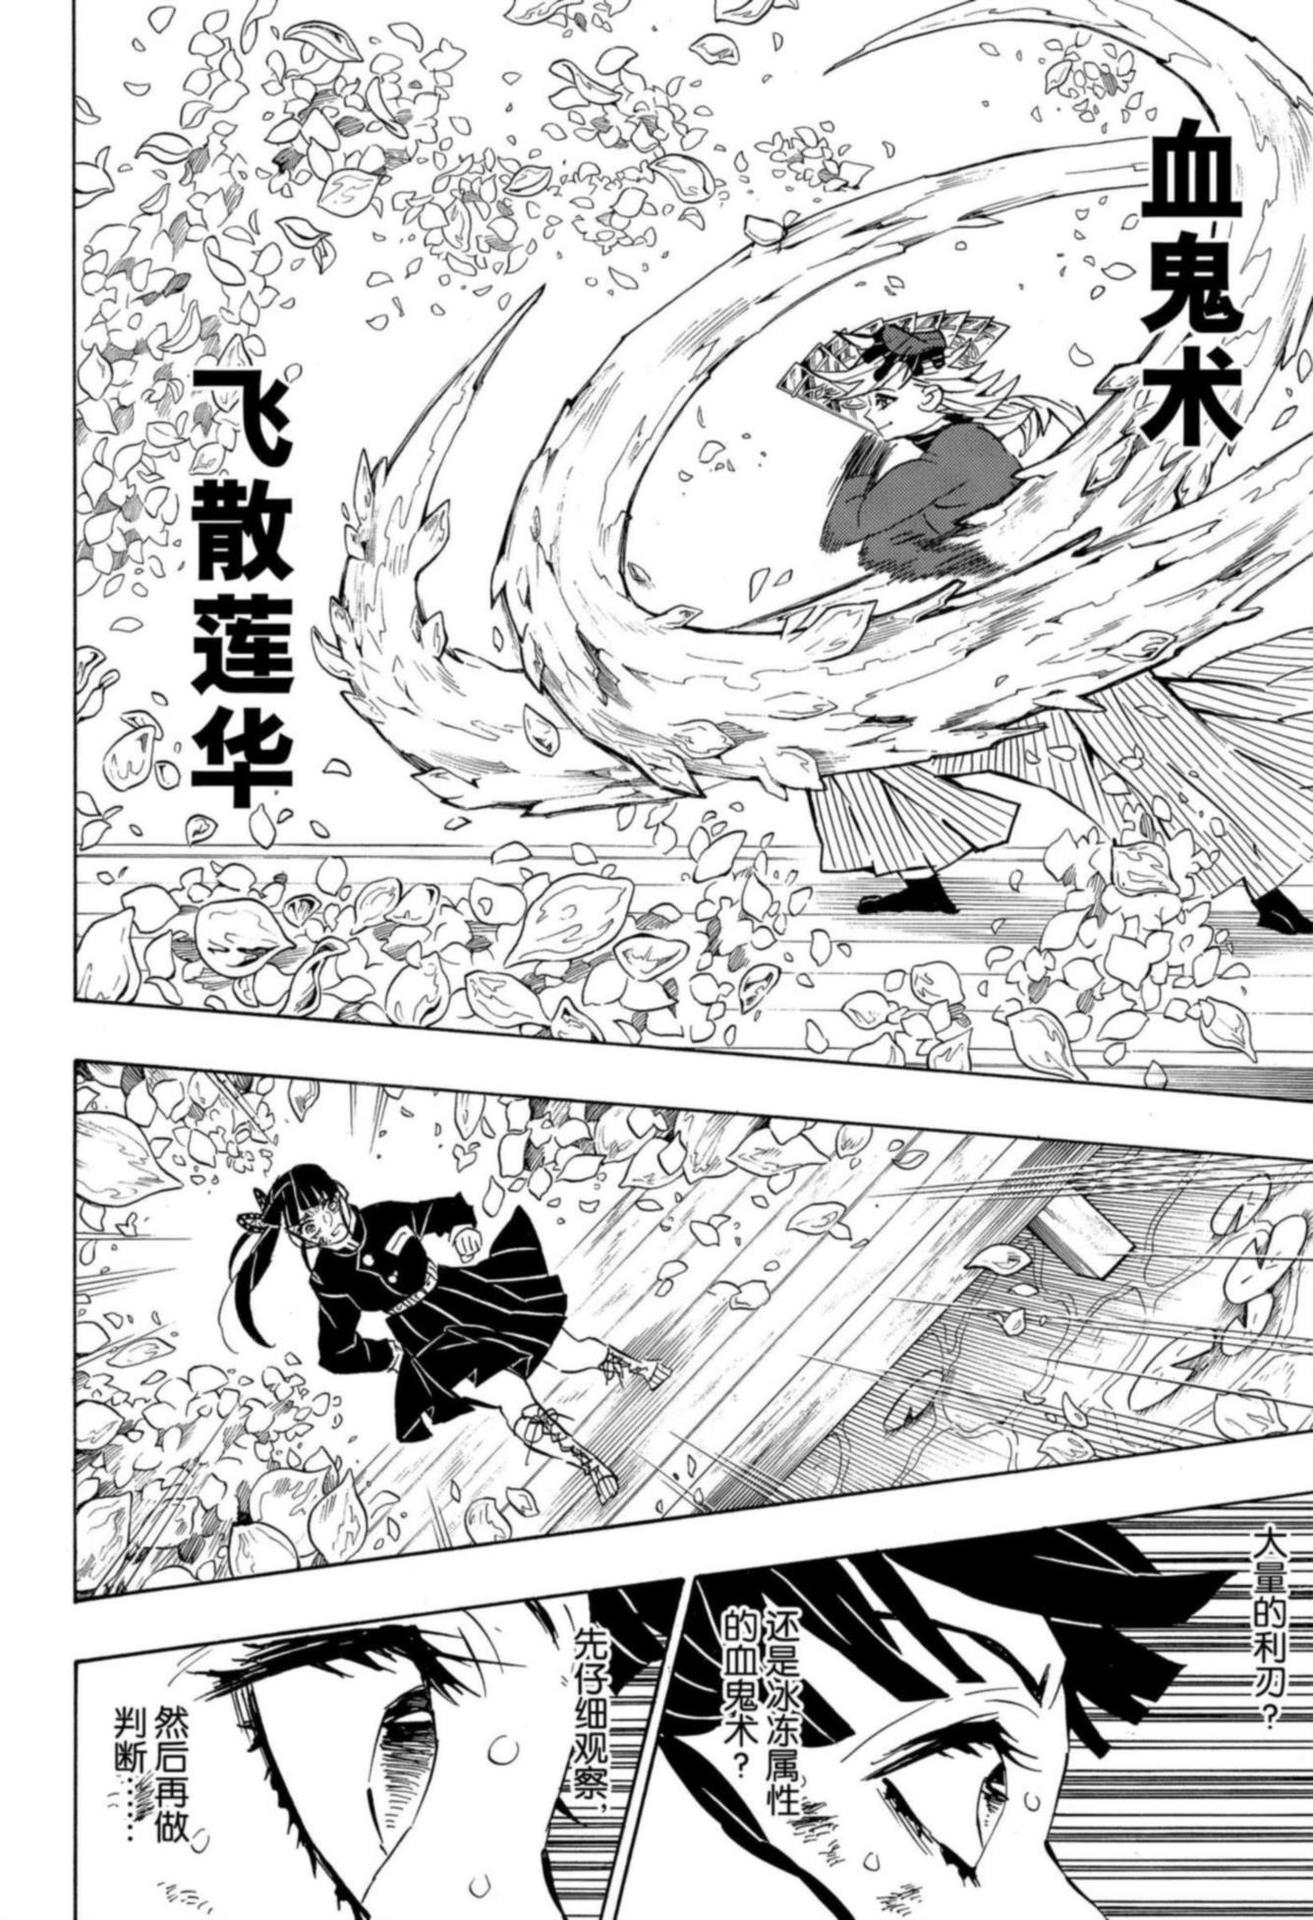 血鬼术
飞散莲华
大量的利刃？
还是冰冻属性
的血鬼术？
先仔细观察，
然后再做
判断……